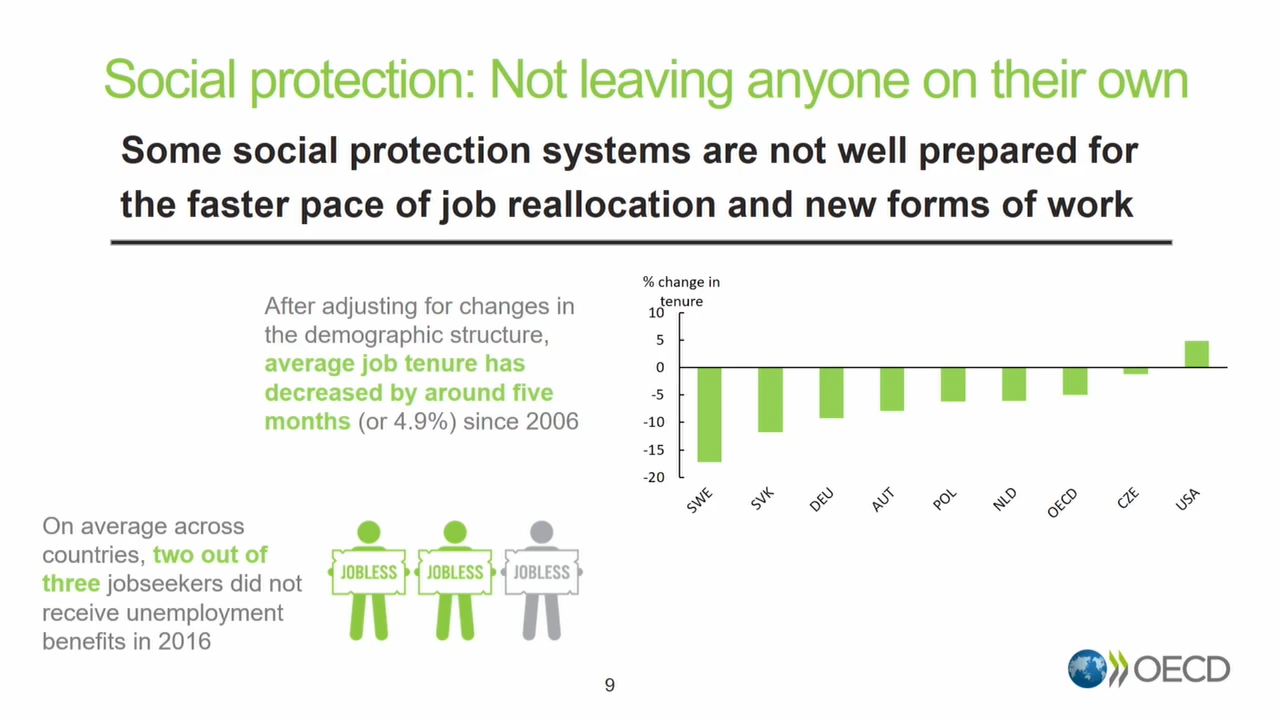 Social protection: Not leaving anyone on their own
Some social protection systems are not well prepared for
the faster pace of job reallocation and new forms of work
After adjusting for changes in
the demographic structure,
average job tenure has
decreased by around five
months (or 4.9%) since 2006
% change in
tenure
10
5
0
-5
-10
-15
-20
SWE
SVK
DEU
AUT
POL
NLD
OECD
CZE
USA
On average across
countries, two out of
three jobseekers did not
receive unemployment
benefits in 2016
JOBLESS
JOBLESS
JOBLESS
9
OECD